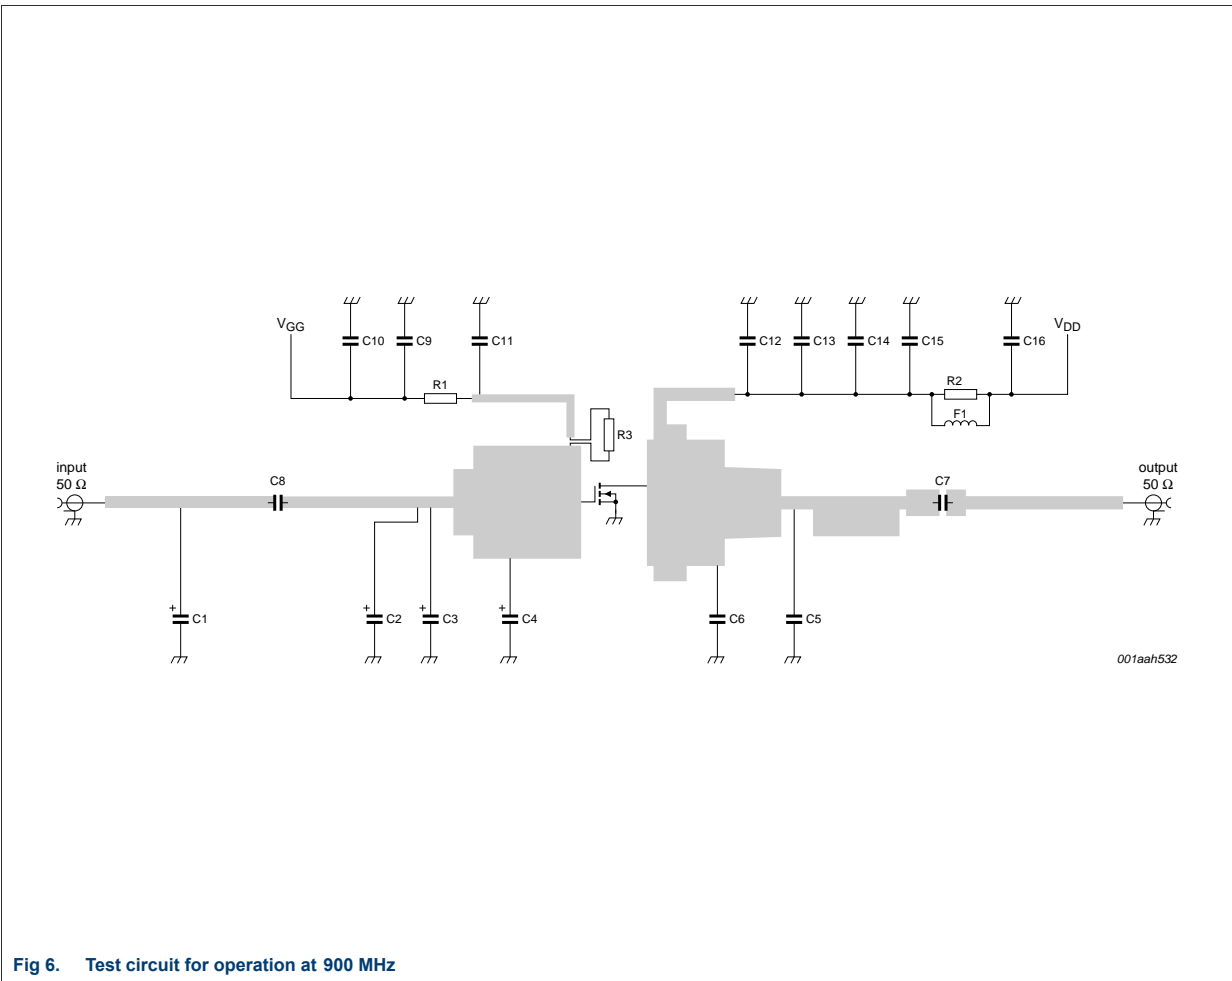 C10
C9
C11
C12
C13
C14
C15
C16
VGG
VDD
R1
R2
F1
R3
input
50 Ω
C8
C7
output
50 Ω
C1
C2
C3
C4
C6
C5
+
+
+
+
001aah532
Fig 6. Test circuit for operation at 900 MHz